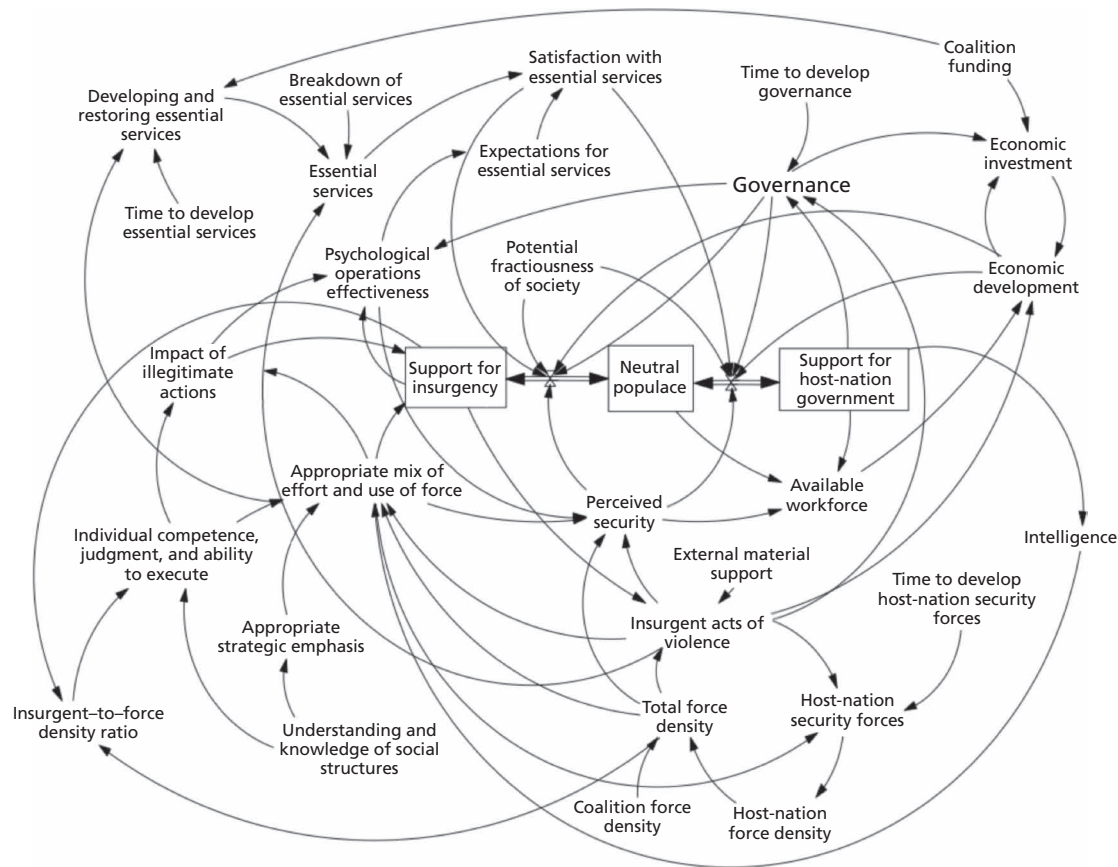 Coalition
funding
Satisfaction with
essential services
Breakdown of
essential services
Time to develop
governance
Developing and
restoring essential
services
Economic
investment
Expectations for
essential services
Essential
services
Governance
Time to develop
essential services
Psychological
operations
effectiveness
Potential
fractiousness
of society
Economic
development
Impact of
illegitimate
actions
Support for
insurgency
Neutral
populace
Support for
host-nation
government
Appropriate mix of
effort and use of force
Perceived
security
Available
workforce
Individual competence,
judgment, and ability
to execute
Intelligence
External material
support
Time to develop
host-nation security
forces
Appropriate
strategic emphasis
Insurgent acts of
violence
Insurgent–to–force
density ratio
Understanding and
knowledge of social
structures
Total force
density
Host-nation
security forces
Coalition force
density
Host-nation
force density